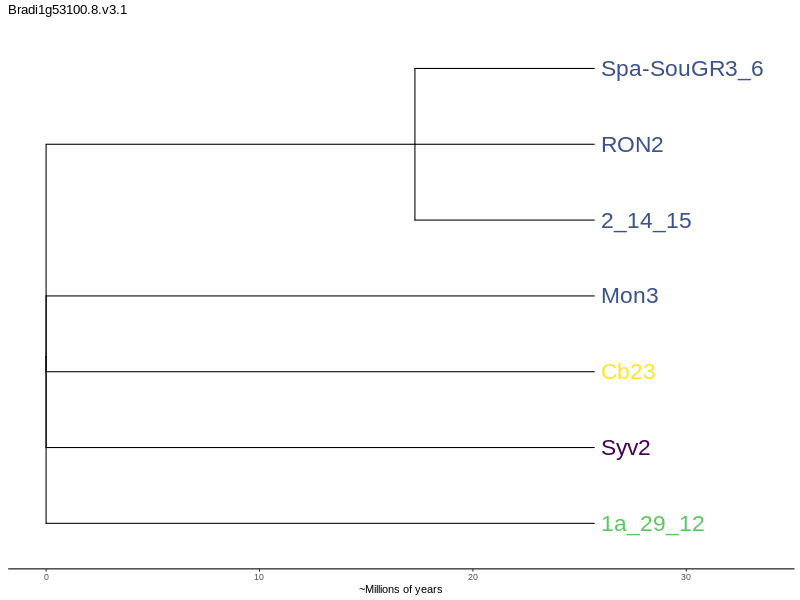 Bradi1g53100.8.v3.1
Spa-SouGR3_6
RON2
2_14_15
Mon3
Cb23
Syv2
1a_29_12
0 10 20 30
~Millions of years